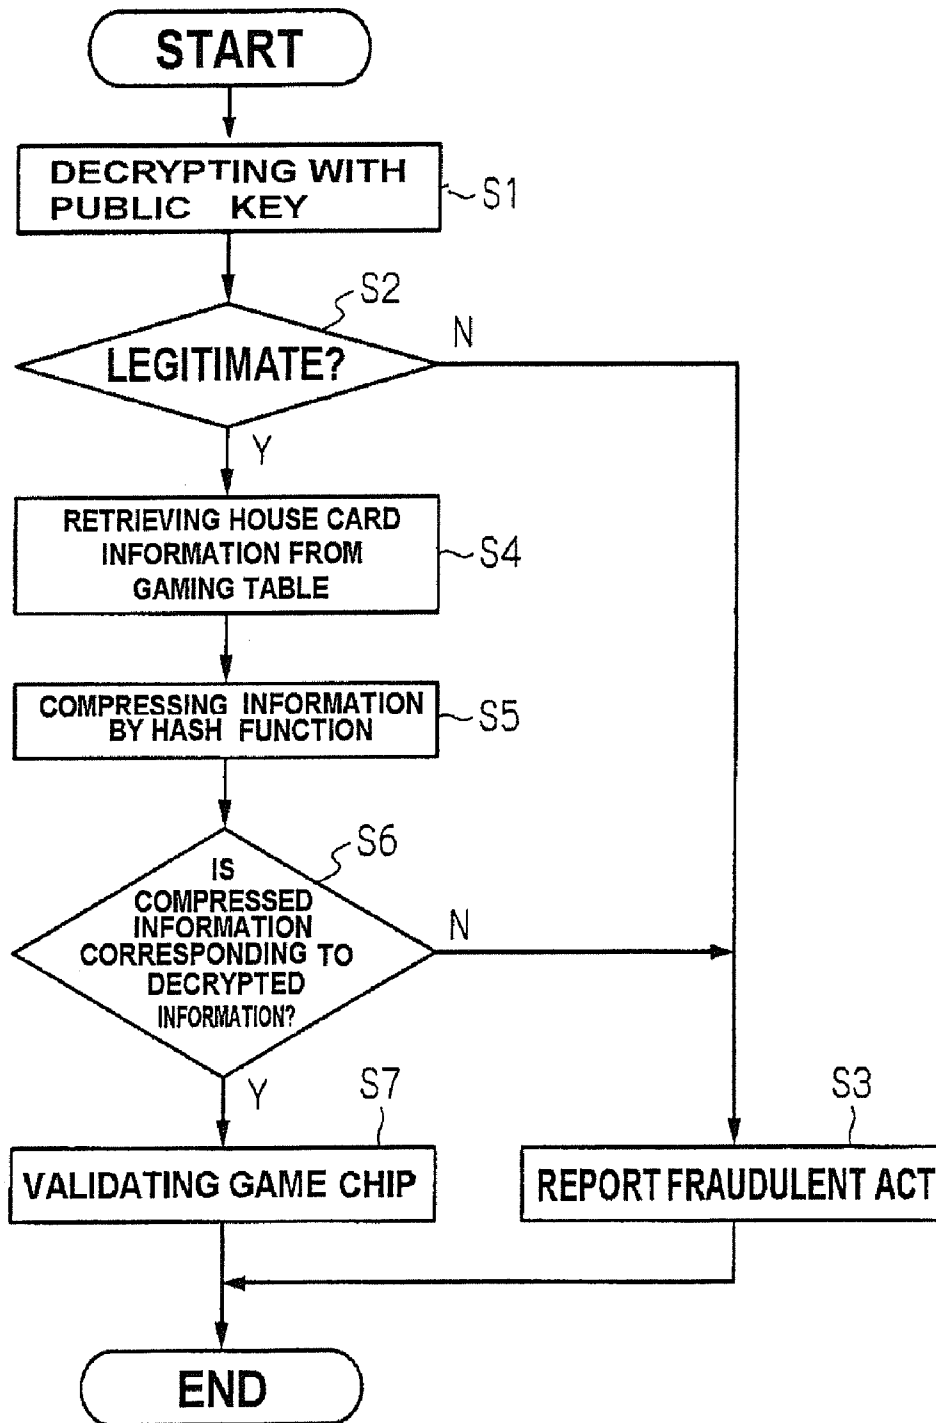 START
DECRYPTING WITH
PUBLIC KEY
S1
S2
LEGITIMATE?
N
Y
RETRIEVING HOUSE CARD
INFORMATION FROM
GAMING TABLE
S4
COMPRESSING INFORMATION
BY HASH FUNCTION
S5
S6
IS
COMPRESSED
INFORMATION
CORRESPONDING TO
DECRYPTED
INFORMATION?
N
Y
S7
VALIDATING GAME CHIP
S3
REPORT FRAUDULENT ACT
END